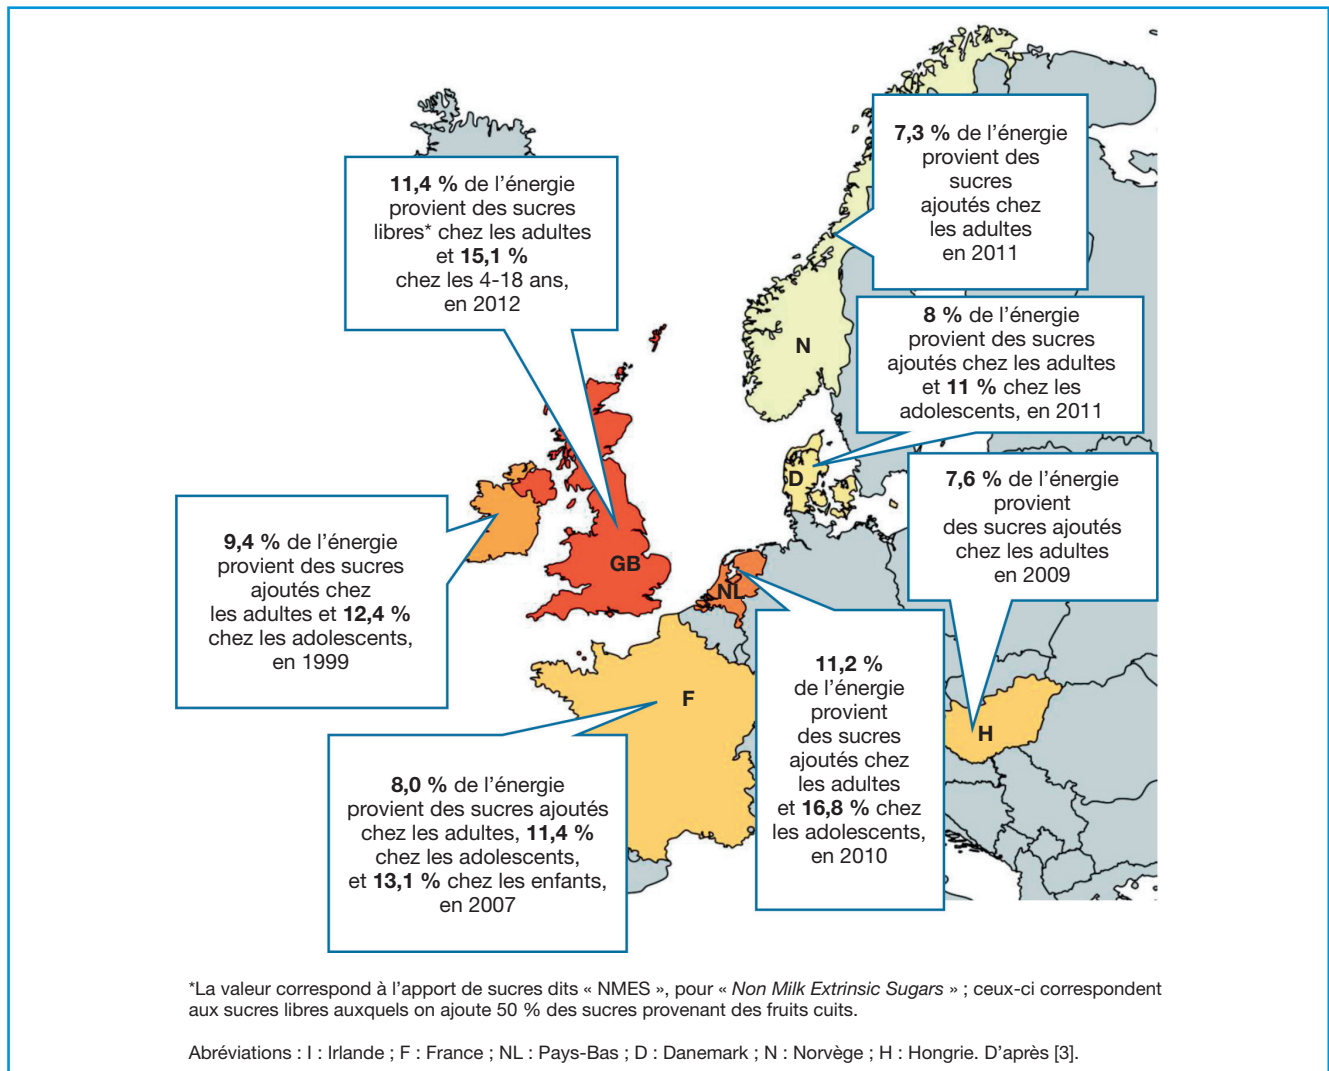 11,4 % de l’énergie
provient des sucres
libres* chez les adultes
et 15,1 %
chez les 4-18 ans,
en 2012
7,3 % de l’énergie
provient des
sucres
ajoutés chez
les adultes
en 2011
N
8 % de l’énergie
provient des sucres
ajoutés chez les adultes
et 11 % chez les
adolescents, en 2011
D
7,6 % de l’énergie
provient
des sucres ajoutés
chez les adultes
en 2009
9,4 % de l’énergie
provient des sucres
ajoutés chez
les adultes et 12,4 %
chez les adolescents,
en 1999
GB
NL
11,2 %
de l’énergie
provient
des sucres
ajoutés chez
les adultes
et 16,8 % chez
les adolescents,
en 2010
F
H
8,0 % de l’énergie
provient des sucres ajoutés
chez les adultes, 11,4 %
chez les adolescents,
et 13,1 % chez les enfants,
en 2007
*La valeur correspond à l’apport de sucres dits « NMES », pour « Non Milk Extrinsic Sugars » ; ceux-ci correspondent
aux sucres libres auxquels on ajoute 50 % des sucres provenant des fruits cuits.
Abréviations : I : Irlande ; F : France ; NL : Pays-Bas ; D : Danemark ; N : Norvège ; H : Hongrie. D’après [3].